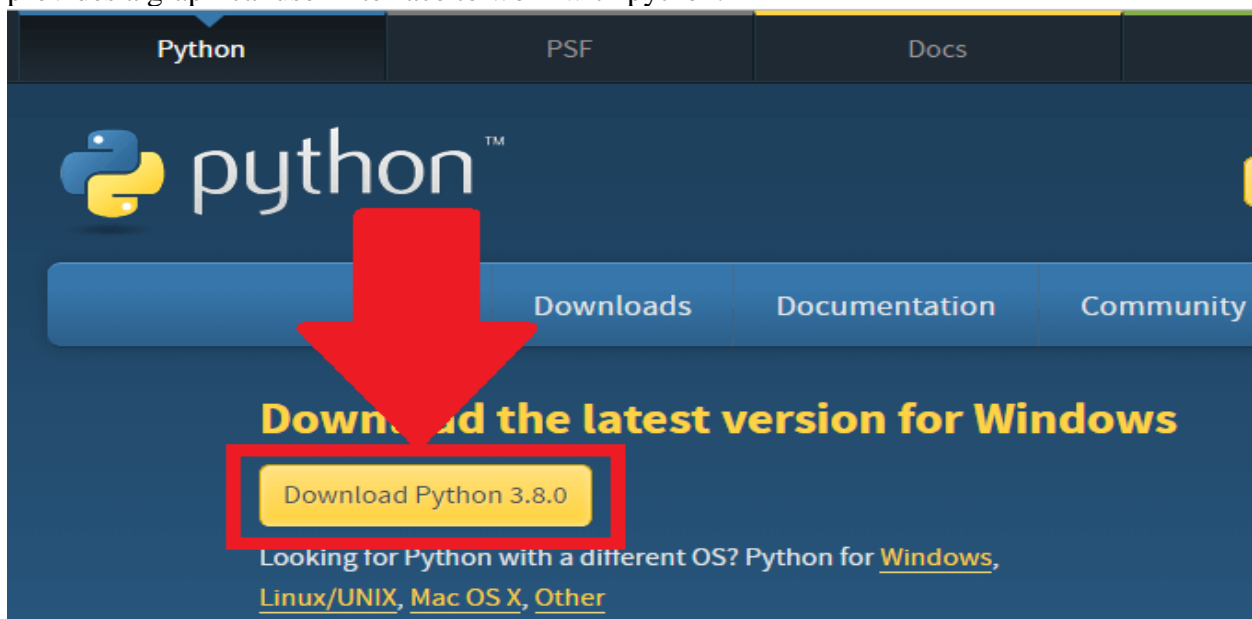 Python PSF Docs
python™
Downloads Documentation Community
Download the latest version for Windows
Download Python 3.8.0
Looking for Python with a different OS? Python for Windows,
Linux/UNIX, Mac OS X, Other